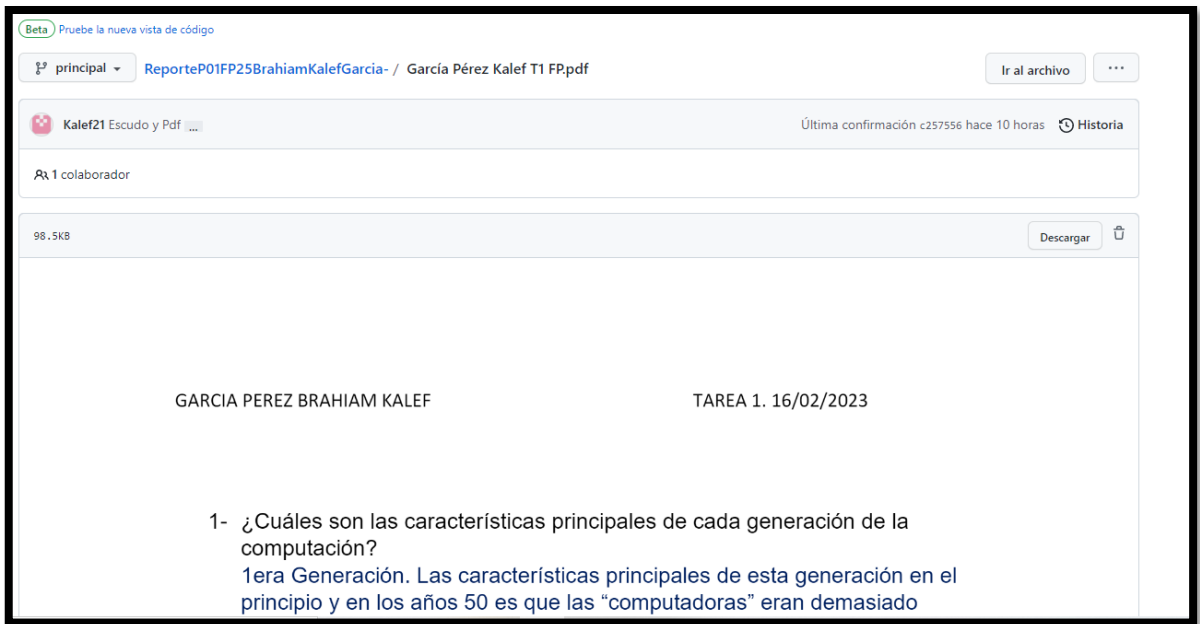 Beta Pruebe la nueva vista de código
principal ReporteP01FP25BrahiamKalefGarcia- / García Pérez Kalef T1 FP.pdf Ir al archivo ...
Kalef21 Escudo y Pdf ... Última confirmación c257556 hace 10 horas Historia
1 colaborador
98.5KB Descargar
GARCIA PEREZ BRAHIAM KALEF TAREA 1. 16/02/2023
1- ¿Cuáles son las características principales de cada generación de la
computación?
1era Generación. Las características principales de esta generación en el
principio y en los años 50 es que las “computadoras” eran demasiado